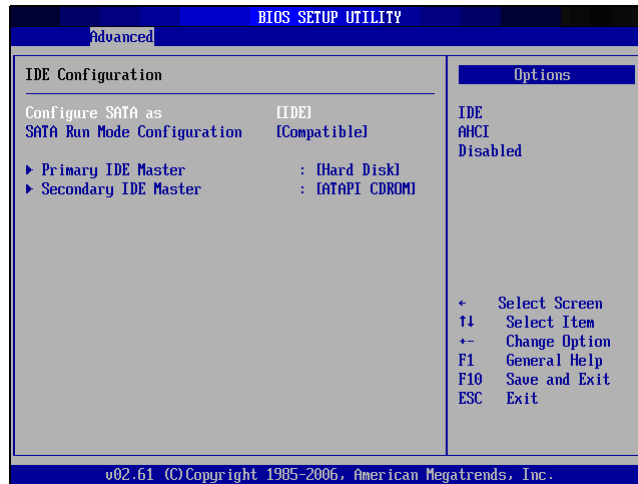 BIOS SETUP UTILITY
Advanced
IDE Configuration
Configure SATA as [IDE]
SATA Run Mode Configuration [Compatible]
▶ Primary IDE Master : [Hard Disk]
▶ Secondary IDE Master : [ATAPI CDROM]
Options
IDE
AHCI
Disabled
← Select Screen
↑↓ Select Item
+- Change Option
F1 General Help
F10 Save and Exit
ESC Exit
v02.61 (C)Copyright 1985-2006, American Megatrends, Inc.